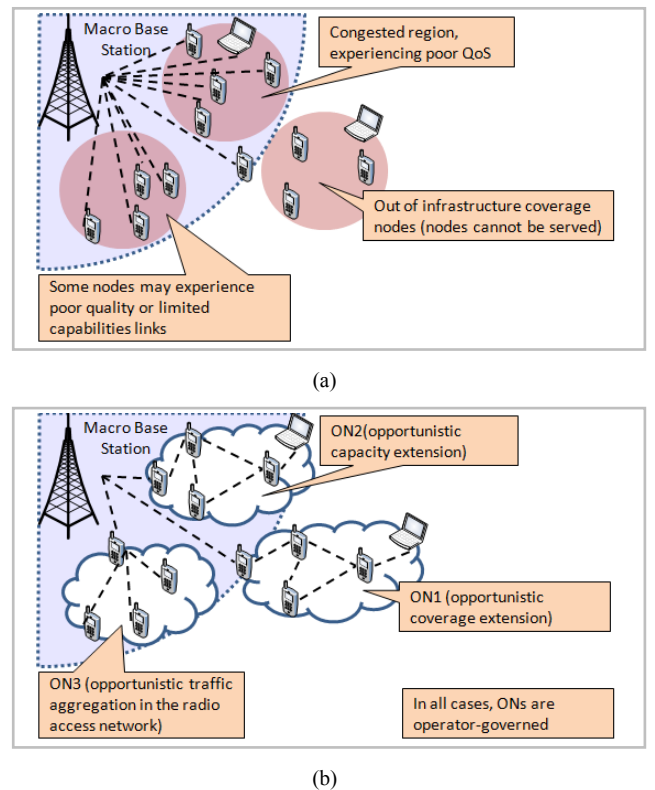 Macro Base
Station
Congested region,
experiencing poor QoS
Out of infrastructure coverage
nodes (nodes cannot be served)
Some nodes may experience
poor quality or limited
capabilities links
(a)
Macro Base
Station
ON2(opportunistic
capacity extension)
ON1 (opportunistic
coverage extension)
ON3 (opportunistic traffic
aggregation in the radio
access network)
In all cases, ONs are
operator-governed
(b)